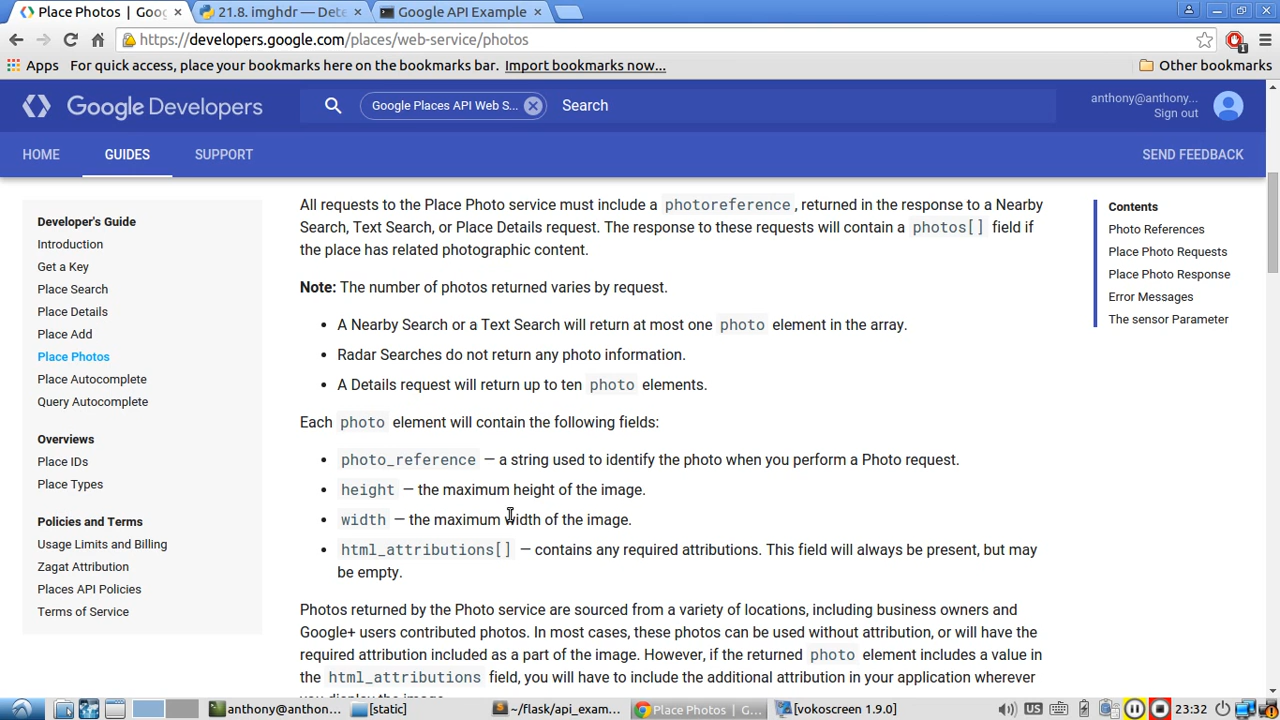 Place Photos | Goog
21.8. imghdr — Dete
Google API Example
https://developers.google.com/places/web-service/photos
1
Apps For quick access, place your bookmarks here on the bookmarks bar. Import bookmarks now... Other bookmarks
Google Developers
Google Places API Web S...
Search
anthony@anthony...
Sign out
HOME GUIDES SUPPORT SEND FEEDBACK
Developer's Guide
Introduction
Get a Key
Place Search
Place Details
Place Add
Place Photos
Place Autocomplete
Query Autocomplete
Overviews
Place IDs
Place Types
Policies and Terms
Usage Limits and Billing
Zagat Attribution
Places API Policies
Terms of Service
All requests to the Place Photo service must include a photoreference, returned in the response to a Nearby
Search, Text Search, or Place Details request. The response to these requests will contain a photos[] field if
the place has related photographic content.
Note: The number of photos returned varies by request.
• A Nearby Search or a Text Search will return at most one photo element in the array.
• Radar Searches do not return any photo information.
• A Details request will return up to ten photo elements.
Each photo element will contain the following fields:
• photo_reference — a string used to identify the photo when you perform a Photo request.
• height — the maximum height of the image.
• width — the maximum width of the image.
• html_attributions[] — contains any required attributions. This field will always be present, but may
be empty.
Photos returned by the Photo service are sourced from a variety of locations, including business owners and
Google+ users contributed photos. In most cases, these photos can be used without attribution, or will have the
required attribution included as a part of the image. However, if the returned photo element includes a value in
the html_attributions field, you will have to include the additional attribution in your application wherever
you display the image.
Contents
Photo References
Place Photo Requests
Place Photo Response
Error Messages
The sensor Parameter
anthony@anthon...
[static]
~/flask/api_exam...
Place Photos | G...
[vokoscreen 1.9.0]
US
23:32